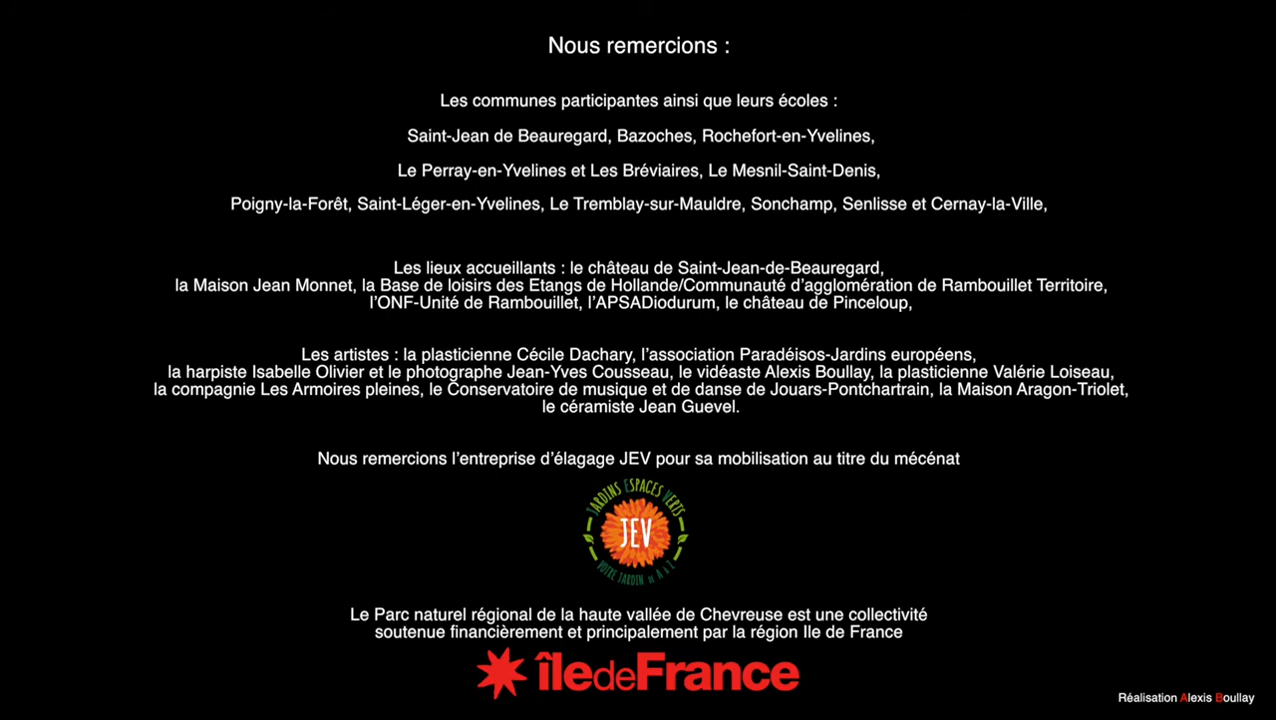 Nous remercions :
Les communes participantes ainsi que leurs écoles :
Saint-Jean de Beauregard, Bazoches, Rochefort-en-Yvelines,
Le Perray-en-Yvelines et Les Bréviaires, Le Mesnil-Saint-Denis,
Poigny-la-Forêt, Saint-Léger-en-Yvelines, Le Tremblay-sur-Mauldre, Sonchamp, Senlisse et Cernay-la-Ville,
Les lieux accueillants : le château de Saint-Jean-de-Beauregard,
la Maison Jean Monnet, la Base de loisirs des Etangs de Hollande/Communauté d’agglomération de Rambouillet Territoire,
l’ONF-Unité de Rambouillet, l’APSADiodurum, le château de Pinceloup,
Les artistes : la plasticienne Cécile Dachary, l’association Paradéisos-Jardins européens,
la harpiste Isabelle Olivier et le photographe Jean-Yves Cousseau, le vidéaste Alexis Boullay, la plasticienne Valérie Loiseau,
la compagnie Les Armoires pleines, le Conservatoire de musique et de danse de Jouars-Pontchartrain, la Maison Aragon-Triolet,
le céramiste Jean Guevel.
Nous remercions l’entreprise d’élagage JEV pour sa mobilisation au titre du mécénat
JARDINS ESPACES VERTS
JEV
VOTRE JARDIN DE A à Z
Le Parc naturel régional de la haute vallée de Chevreuse est une collectivité
soutenue financièrement et principalement par la région Ile de France
île de France
Réalisation Alexis Boullay